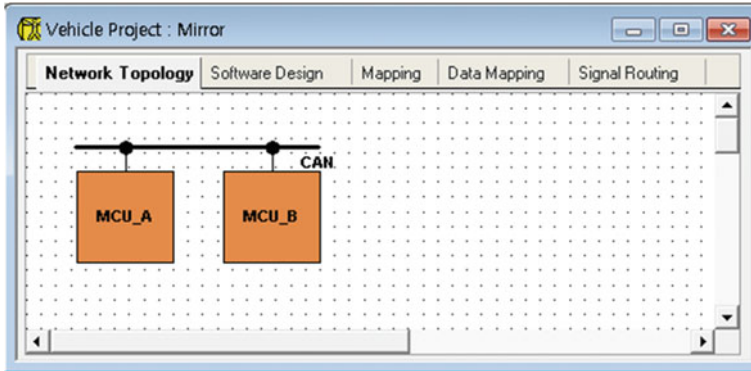 Vehicle Project : Mirror
Network Topology Software Design Mapping Data Mapping Signal Routing
CAN
MCU_A MCU_B